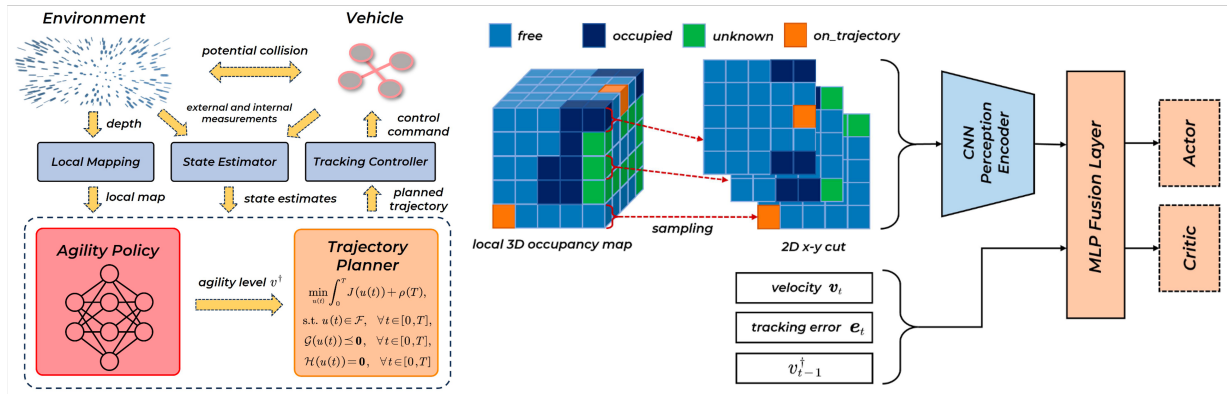 Environment
Vehicle
potential collision
external and internal
measurements
depth
control
command
Local Mapping
State Estimator
Tracking Controller
local map
state estimates
planned
trajectory
Agility Policy
agility level v†
Trajectory
Planner
min u(t) ∫₀ᵀ J(u(t)) + ρ(T),
s.t. u(t) ∈ 𝓕, ∀t ∈ [0,T],
𝒢(u(t)) ⪯ 0, ∀t ∈ [0,T],
ℋ(u(t)) = 0, ∀t ∈ [0,T]
free
occupied
unknown
on_trajectory
local 3D occupancy map
sampling
2D x-y cut
velocity vₜ
tracking error eₜ
v†ₜ₋₁
CNN
Perception
Encoder
MLP Fusion Layer
Actor
Critic